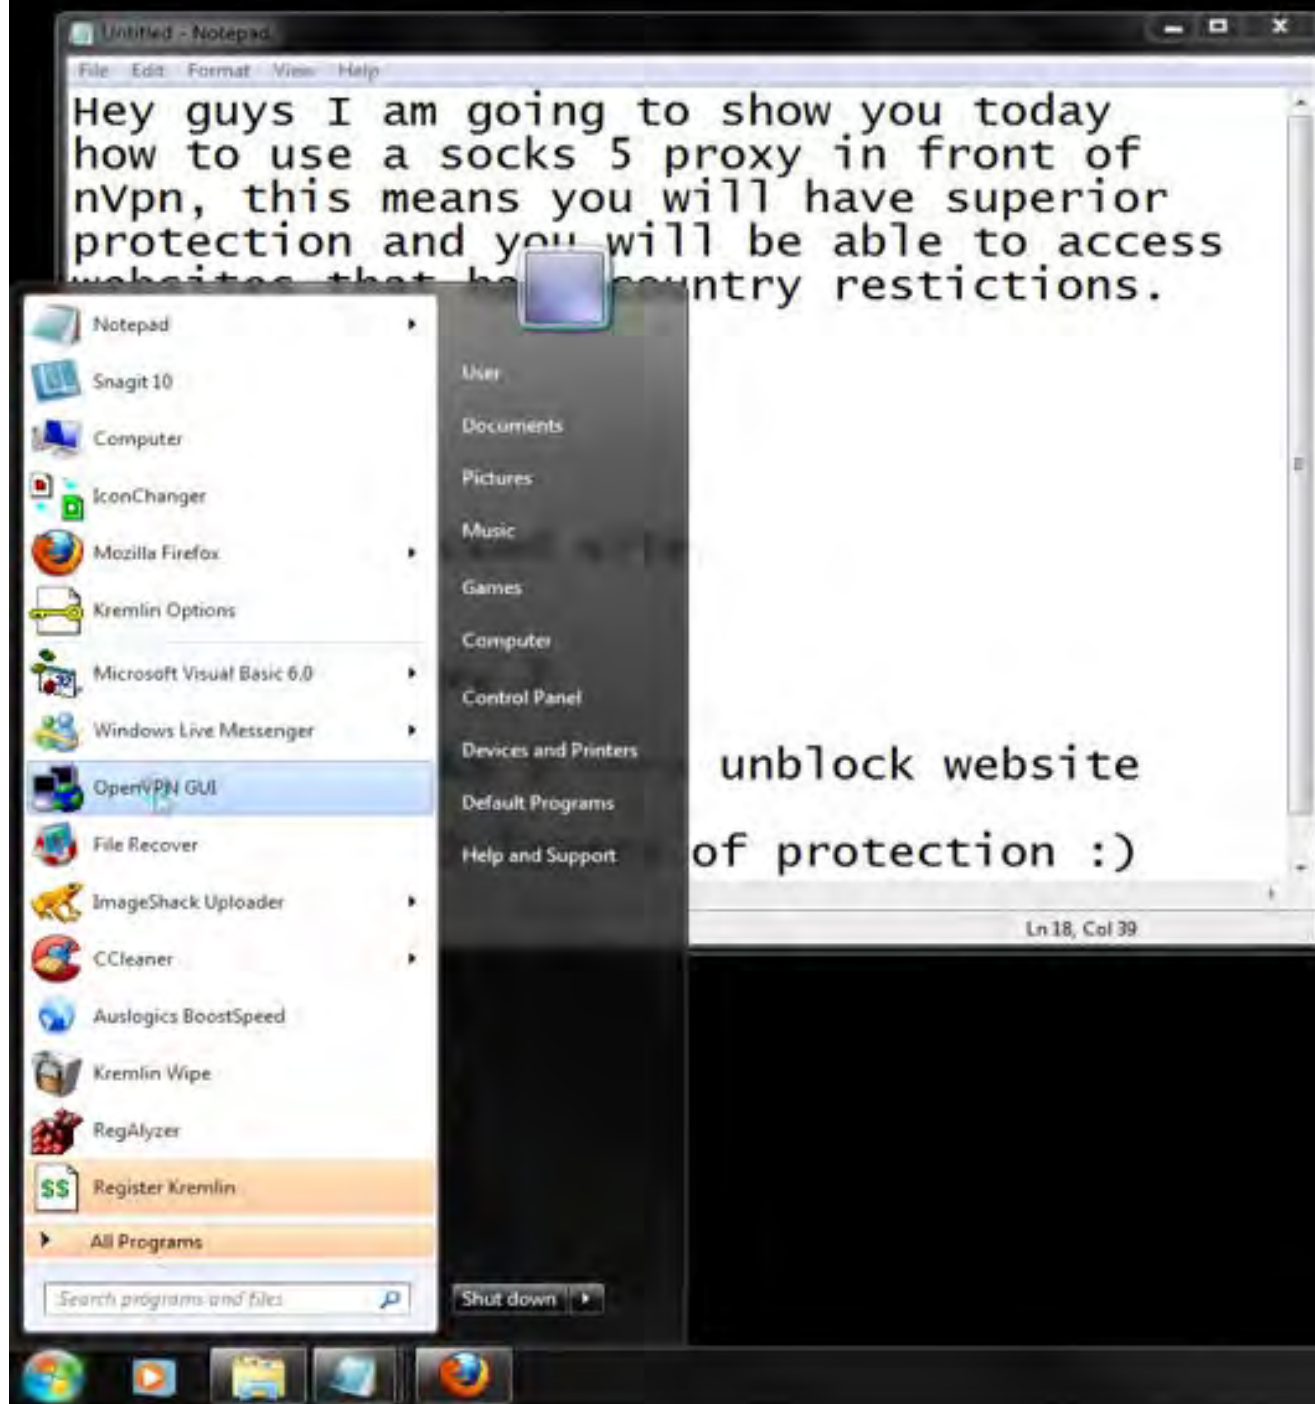 Untitled - Notepad
File Edit Format View Help
Hey guys I am going to show you today
how to use a socks 5 proxy in front of
nVpn, this means you will have superior
protection and you will be able to access
websites that country restictions.
unblock website
of protection :)
Ln 18, Col 39
Notepad
Snagit 10
Computer
IconChanger
Mozilla Firefox
Kremlin Options
Microsoft Visual Basic 6.0
Windows Live Messenger
OpenVPN GUI
File Recover
ImageShack Uploader
CCleaner
Auslogics BoostSpeed
Kremlin Wipe
RegAlyzer
$$ Register Kremlin
All Programs
Search programs and files
User
Documents
Pictures
Music
Games
Computer
Control Panel
Devices and Printers
Default Programs
Help and Support
Shut down